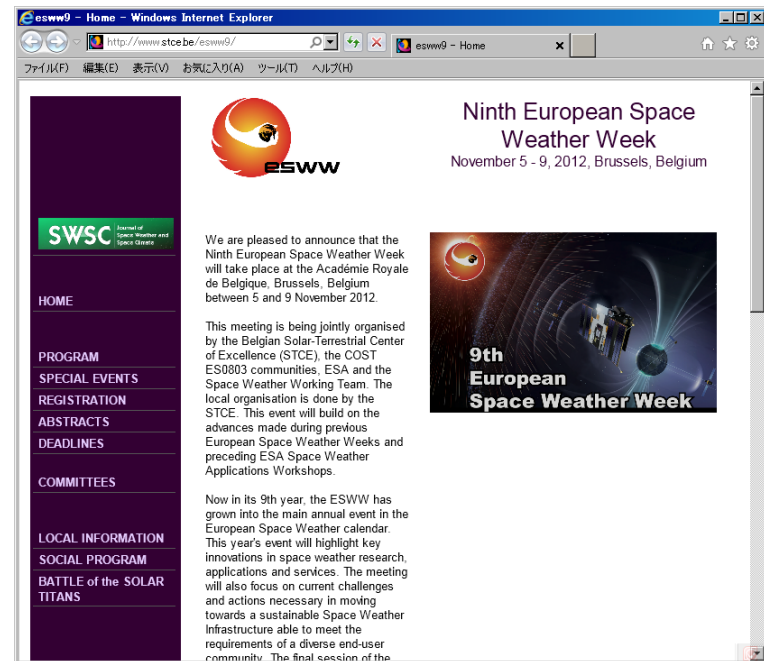 esww9 - Home - Windows Internet Explorer
http://www.stce.be/esww9/
esww9 - Home
ファイル(F) 編集(E) 表示(V) お気に入り(A) ツール(T) ヘルプ(H)
esww
Ninth European Space
Weather Week
November 5 - 9, 2012, Brussels, Belgium
SWSC
Journal of
Space Weather and
Space Climate
HOME
PROGRAM
SPECIAL EVENTS
REGISTRATION
ABSTRACTS
DEADLINES
COMMITTEES
LOCAL INFORMATION
SOCIAL PROGRAM
BATTLE of the SOLAR
TITANS
We are pleased to announce that the
Ninth European Space Weather Week
will take place at the Académie Royale
de Belgique, Brussels, Belgium
between 5 and 9 November 2012.
This meeting is being jointly organised
by the Belgian Solar-Terrestrial Center
of Excellence (STCE), the COST
ES0803 communities, ESA and the
Space Weather Working Team. The
local organisation is done by the
STCE. This event will build on the
advances made during previous
European Space Weather Weeks and
preceding ESA Space Weather
Applications Workshops.
Now in its 9th year, the ESWW has
grown into the main annual event in the
European Space Weather calendar.
This year's event will highlight key
innovations in space weather research,
applications and services. The meeting
will also focus on current challenges
and actions necessary in moving
towards a sustainable Space Weather
Infrastructure able to meet the
requirements of a diverse end-user
community. The final session of the
9th
European
Space Weather Week